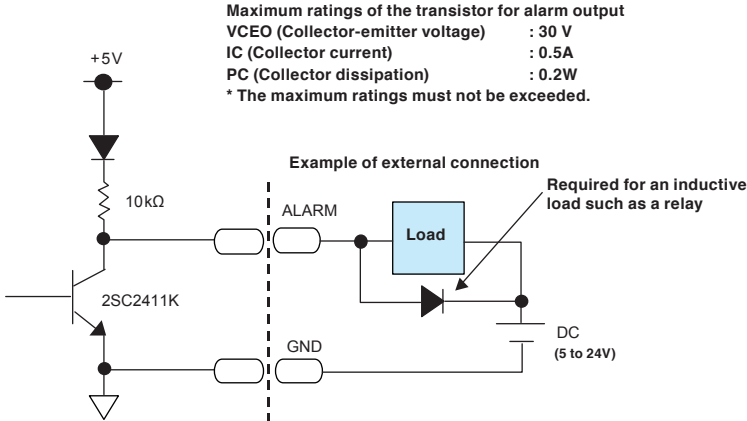 Maximum ratings of the transistor for alarm output
VCEO (Collector-emitter voltage) : 30 V
IC (Collector current) : 0.5A
PC (Collector dissipation) : 0.2W
* The maximum ratings must not be exceeded.
+5V
Example of external connection
Required for an inductive
load such as a relay
10kΩ
ALARM
Load
2SC2411K
GND
DC
(5 to 24V)